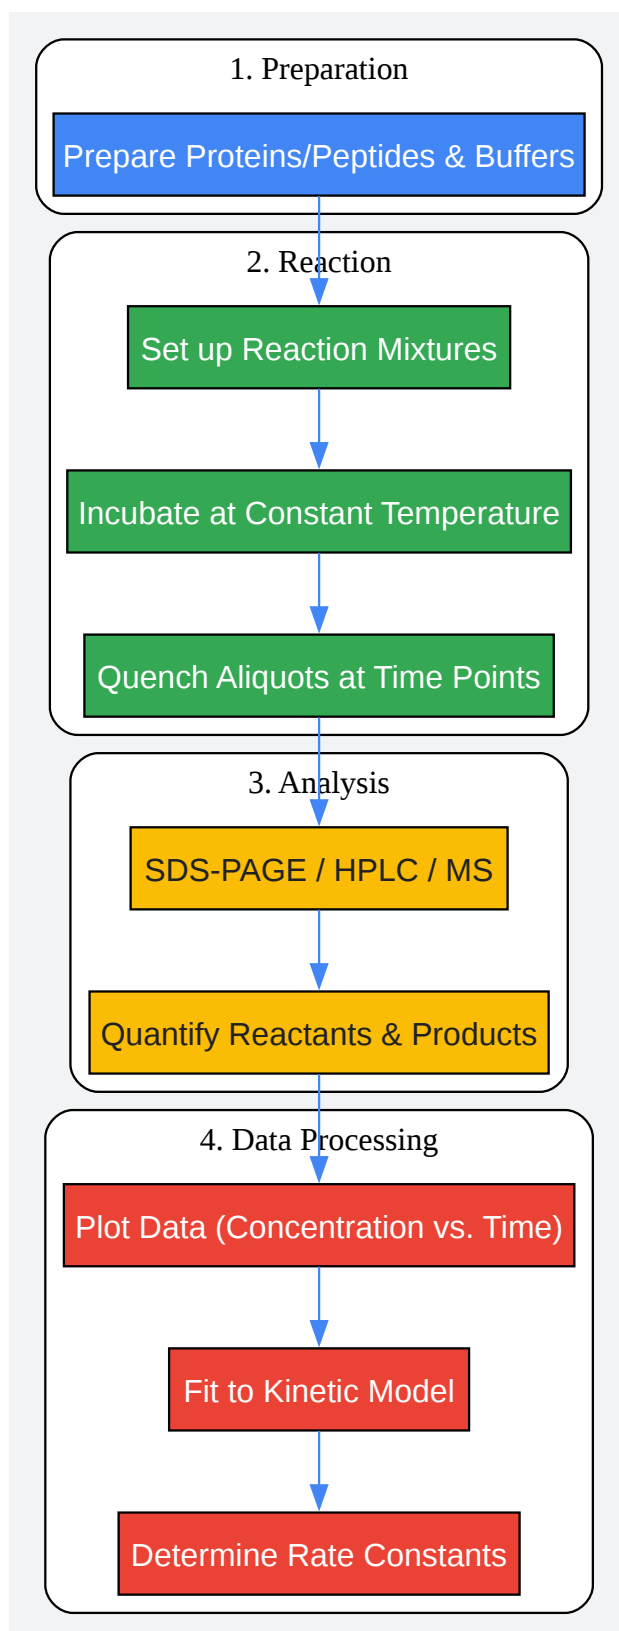 1. Preparation
Prepare Proteins/Peptides & Buffers
2. Reaction
Set up Reaction Mixtures
Incubate at Constant Temperature
Quench Aliquots at Time Points
3. Analysis
SDS-PAGE / HPLC / MS
Quantify Reactants & Products
4. Data Processing
Plot Data (Concentration vs. Time)
Fit to Kinetic Model
Determine Rate Constants